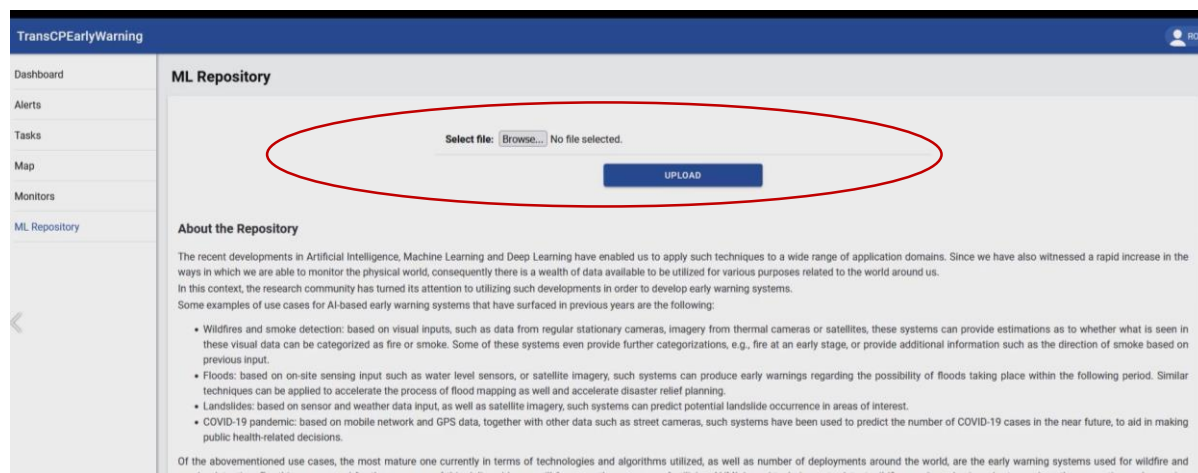 TransCPEarlyWarning
RO
Dashboard
Alerts
Tasks
Map
Monitors
ML Repository
ML Repository
Select file: Browse... No file selected.
UPLOAD
About the Repository
The recent developments in Artificial Intelligence, Machine Learning and Deep Learning have enabled us to apply such techniques to a wide range of application domains. Since we have also witnessed a rapid increase in the
ways in which we are able to monitor the physical world, consequently there is a wealth of data available to be utilized for various purposes related to the world around us.
In this context, the research community has turned its attention to utilizing such developments in order to develop early warning systems.
Some examples of use cases for AI-based early warning systems that have surfaced in previous years are the following:
• Wildfires and smoke detection: based on visual inputs, such as data from regular stationary cameras, imagery from thermal cameras or satellites, these systems can provide estimations as to whether what is seen in
these visual data can be categorized as fire or smoke. Some of these systems even provide further categorizations, e.g., fire at an early stage, or provide additional information such as the direction of smoke based on
previous input.
• Floods: based on on-site sensing input such as water level sensors, or satellite imagery, such systems can produce early warnings regarding the possibility of floods taking place within the following period. Similar
techniques can be applied to accelerate the process of flood mapping as well and accelerate disaster relief planning.
• Landslides: based on sensor and weather data input, as well as satellite imagery, such systems can predict potential landslide occurrence in areas of interest.
• COVID-19 pandemic: based on mobile network and GPS data, together with other data such as street cameras, such systems have been used to predict the number of COVID-19 cases in the near future, to aid in making
public health-related decisions.
Of the abovementioned use cases, the most mature one currently in terms of technologies and algorithms utilized, as well as number of deployments around the world, are the early warning systems used for wildfire and